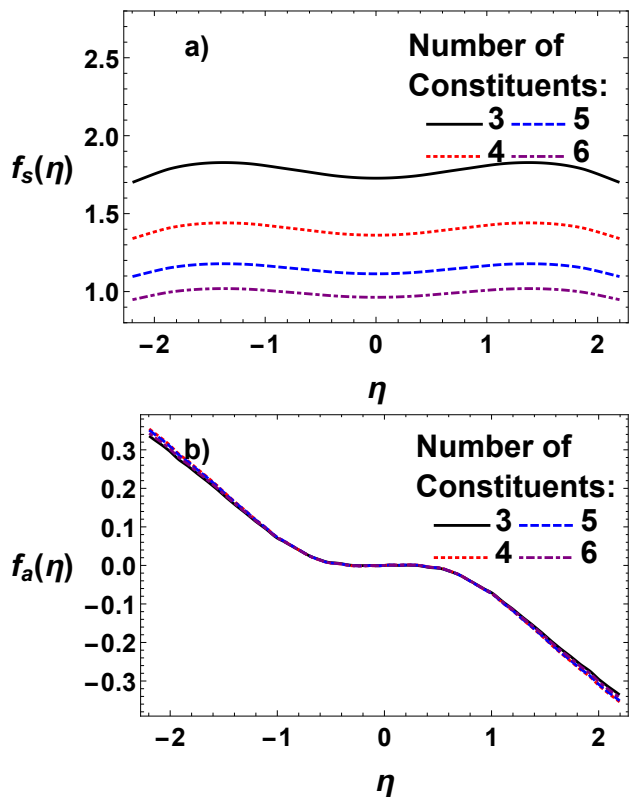 a)
Number of
Constituents:
3 5
4 6
2.5
2.0
1.5
1.0
fs(η)
−2 −1 0 1 2
η
b)
Number of
Constituents:
3 5
4 6
0.3
0.2
0.1
0.0
−0.1
−0.2
−0.3
fa(η)
−2 −1 0 1 2
η